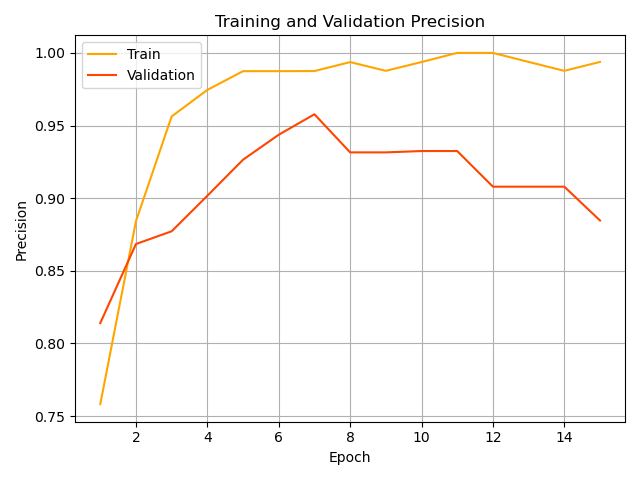 Training and Validation Precision
Train
Validation
1.00
0.95
0.90
0.85
0.80
0.75
Precision
2 4 6 8 10 12 14
Epoch